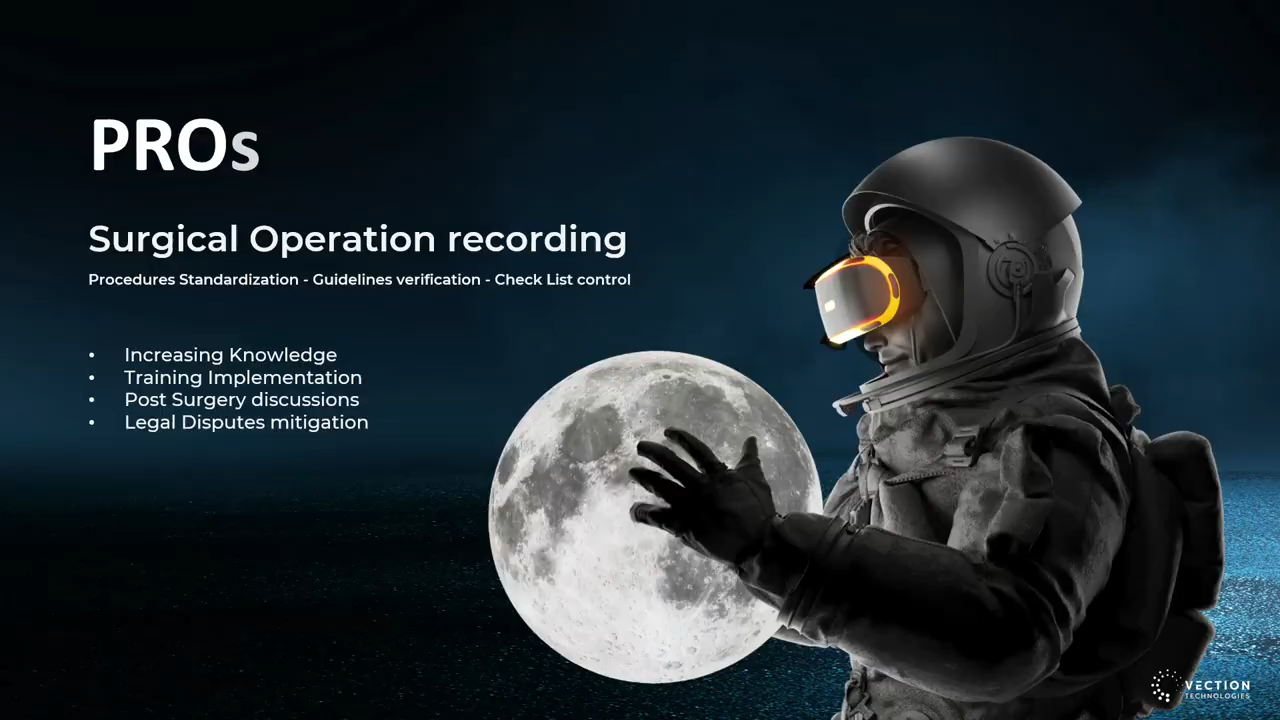 PROs
Surgical Operation recording
Procedures Standardization - Guidelines verification - Check List control
• Increasing Knowledge
• Training Implementation
• Post Surgery discussions
• Legal Disputes mitigation
VECTION
TECHNOLOGIES